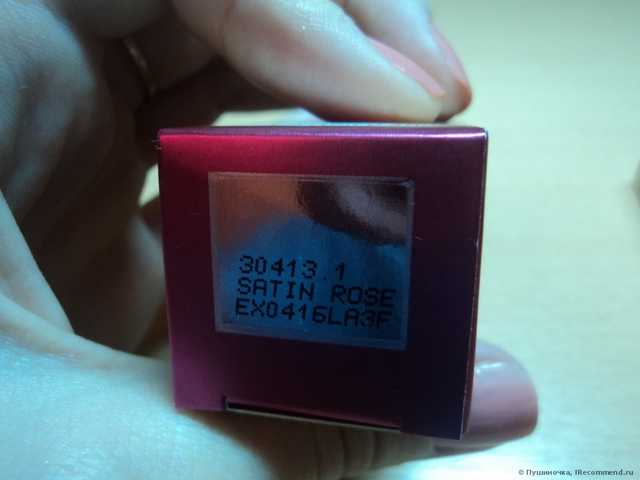 30413 1
SATIN ROSE
EX0416LA3F
© Пушиночка, IRecommend.ru